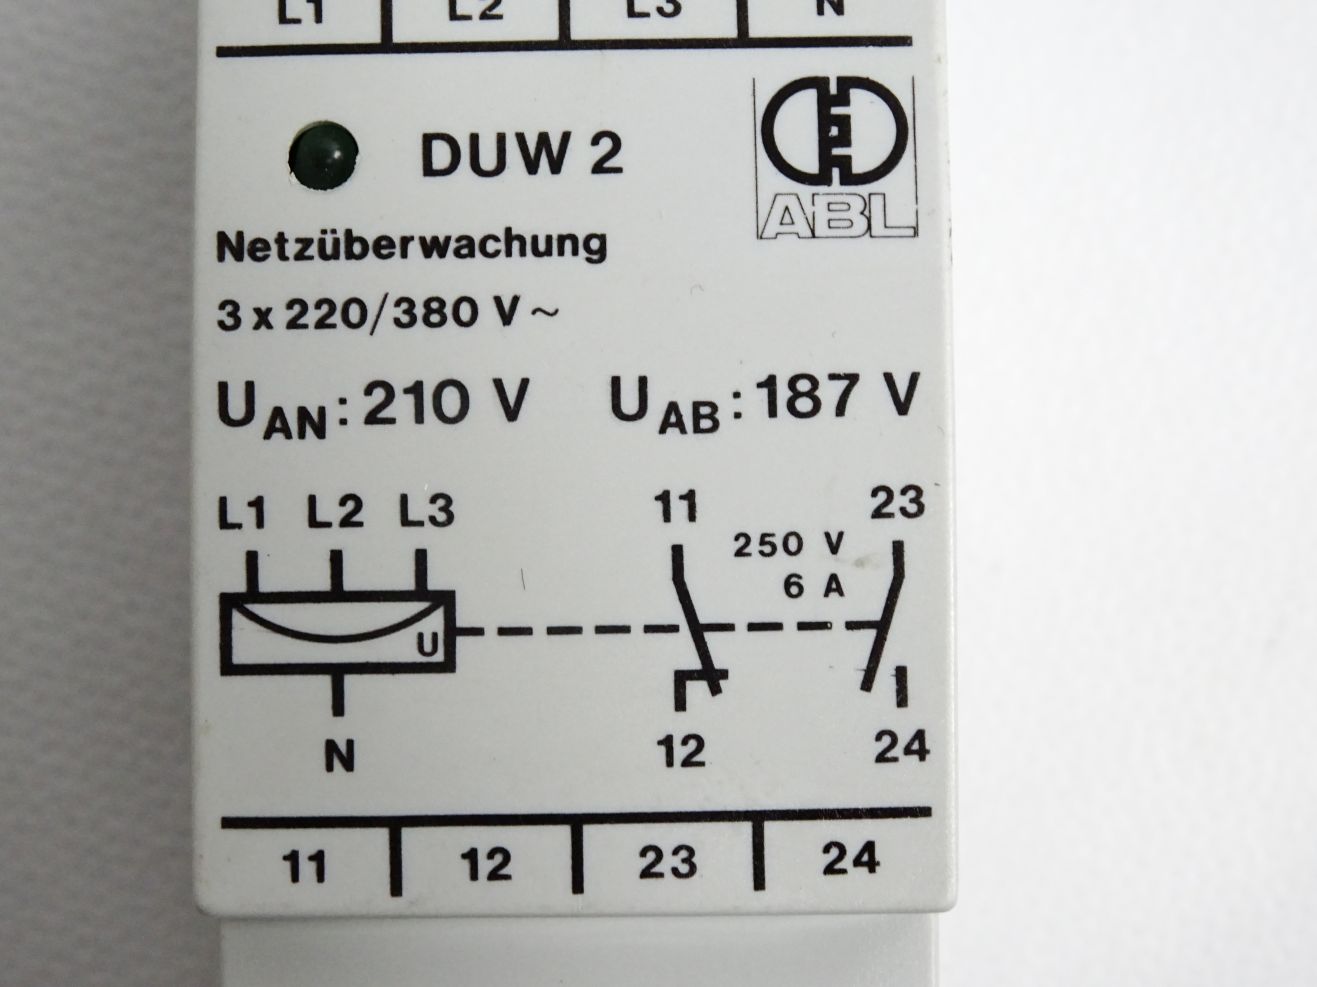 L1 L2 L3 N
DUW 2
ABL
Netzüberwachung
3 x 220/380 V ~
UAN: 210 V UAB: 187 V
L1 L2 L3 11 23
250 V
6 A
U
N 12 24
11 12 23 24